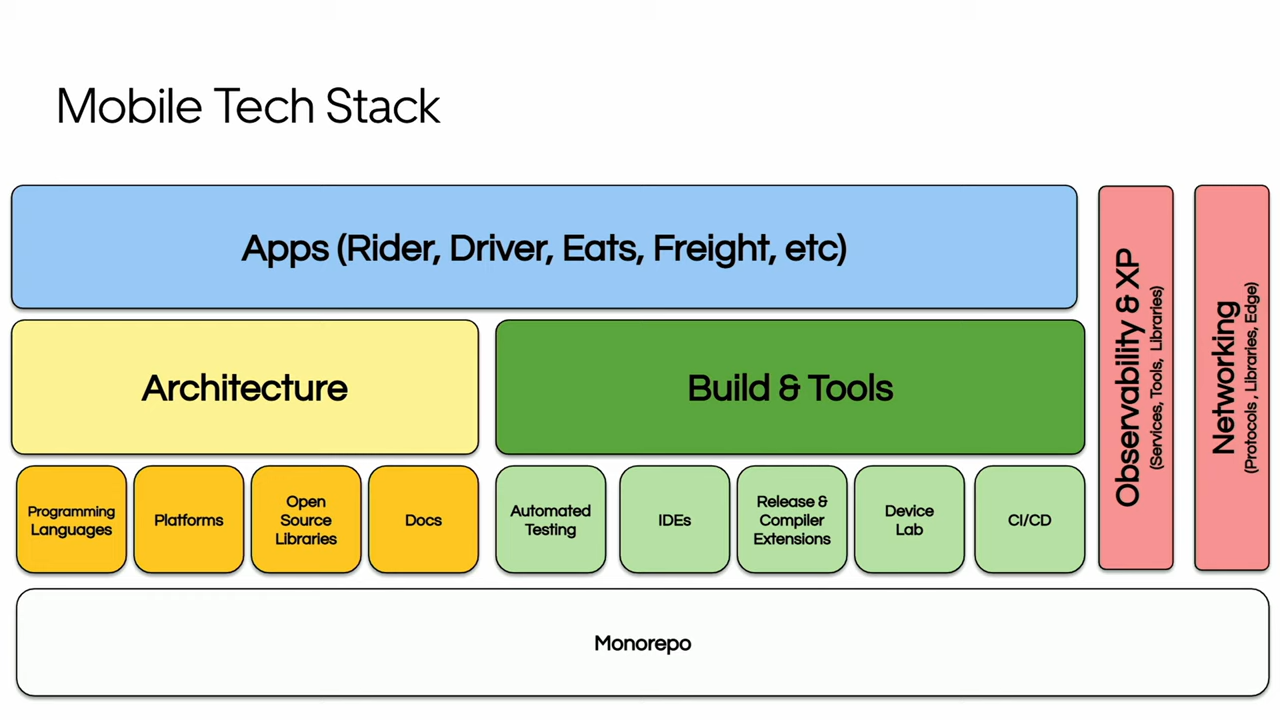 Mobile Tech Stack
Apps (Rider, Driver, Eats, Freight, etc)
Architecture
Build & Tools
Programming
Languages
Platforms
Open
Source
Libraries
Docs
Automated
Testing
IDEs
Release &
Compiler
Extensions
Device
Lab
CI/CD
Observability & XP
(Services, Tools, Libraries)
Networking
(Protocols , Libraries, Edge)
Monorepo